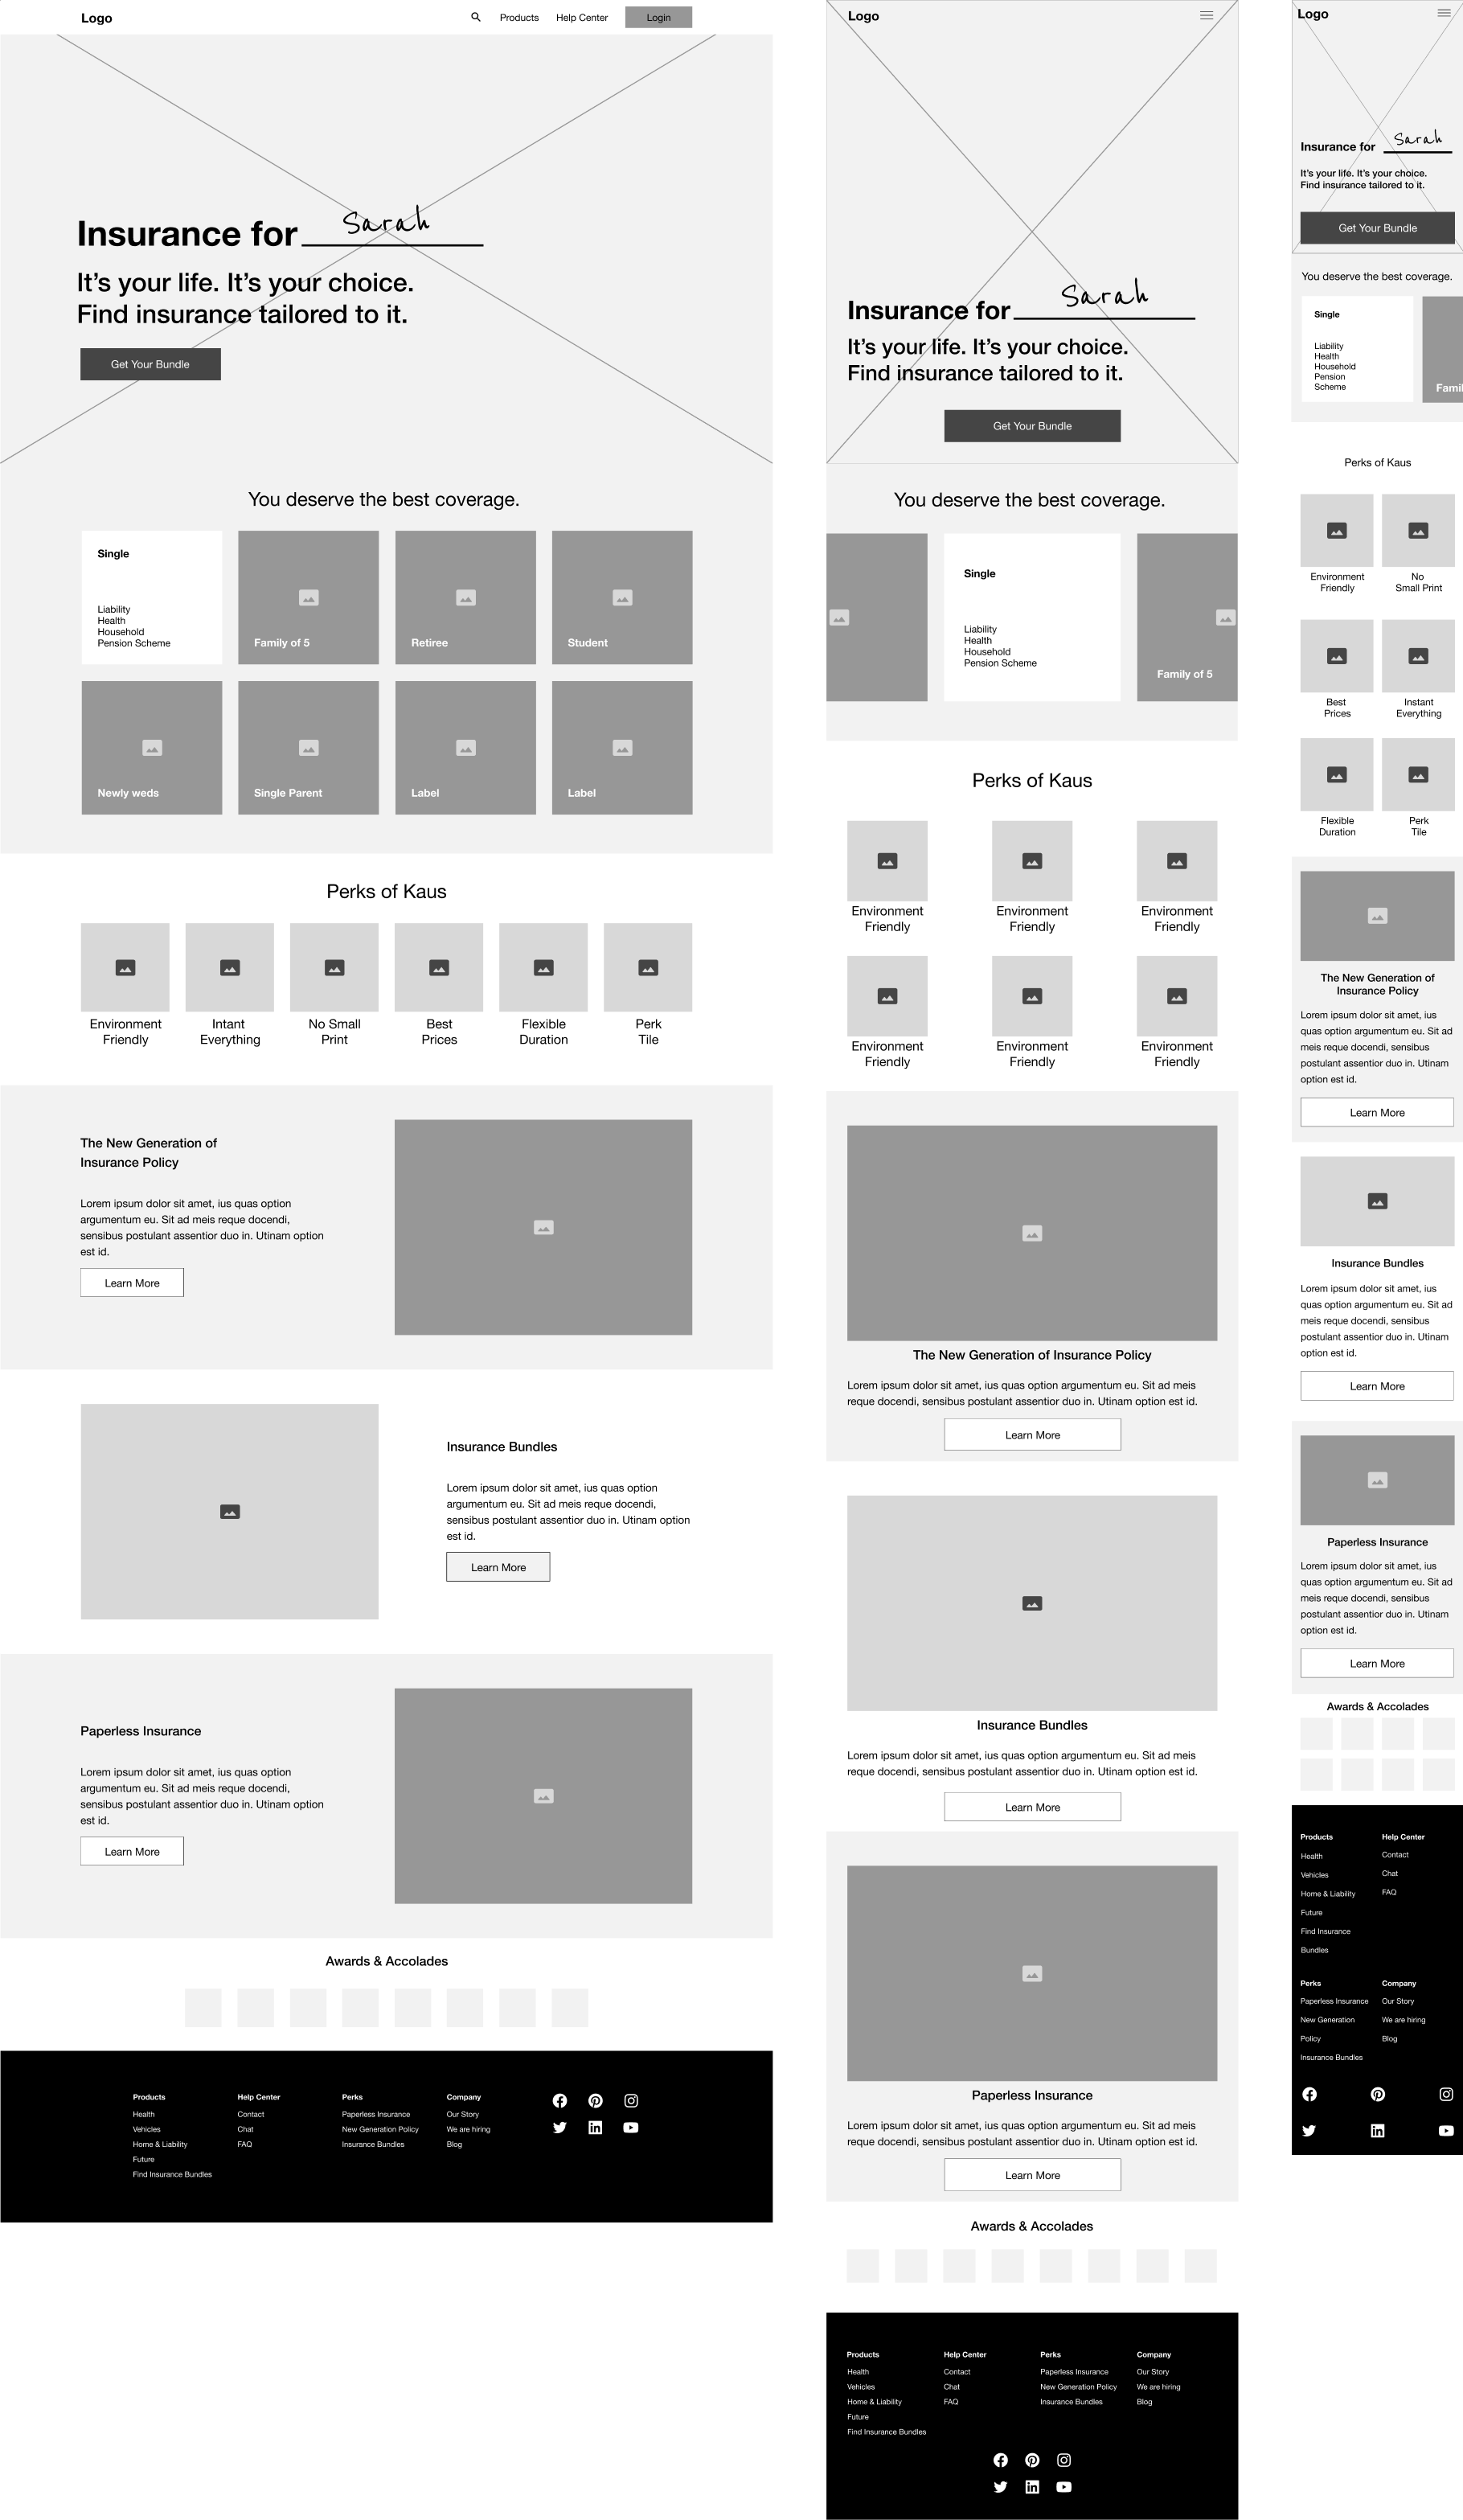 Logo
Products
Help Center
Login
Insurance for Sarah
It's your life. It's your choice.
Find insurance tailored to it.
Get Your Bundle
You deserve the best coverage.
Single
Liability
Health
Household
Pension Scheme
Family of 5
Retiree
Student
Newly weds
Single Parent
Label
Label
Perks of Kaus
Environment
Friendly
Intant
Everything
No Small
Print
Best
Prices
Flexible
Duration
Perk
Tile
The New Generation of
Insurance Policy
Lorem ipsum dolor sit amet, ius quas option
argumentum eu. Sit ad meis reque docendi,
sensibus postulant assentior duo in. Utinam option
est id.
Learn More
Insurance Bundles
Lorem ipsum dolor sit amet, ius quas option
argumentum eu. Sit ad meis reque docendi,
sensibus postulant assentior duo in. Utinam option
est id.
Learn More
Paperless Insurance
Lorem ipsum dolor sit amet, ius quas option
argumentum eu. Sit ad meis reque docendi,
sensibus postulant assentior duo in. Utinam option
est id.
Learn More
Awards & Accolades
Products
Health
Vehicles
Home & Liability
Future
Find Insurance Bundles
Help Center
Contact
Chat
FAQ
Perks
Paperless Insurance
New Generation Policy
Insurance Bundles
Company
Our Story
We are hiring
Blog
Logo
Insurance for Sarah
It's your life. It's your choice.
Find insurance tailored to it.
Get Your Bundle
You deserve the best coverage.
Single
Liability
Health
Household
Pension Scheme
Family of 5
Perks of Kaus
Environment
Friendly
Environment
Friendly
Environment
Friendly
Environment
Friendly
Environment
Friendly
Environment
Friendly
The New Generation of Insurance Policy
Lorem ipsum dolor sit amet, ius quas option argumentum eu. Sit ad meis
reque docendi, sensibus postulant assentior duo in. Utinam option est id.
Learn More
Insurance Bundles
Lorem ipsum dolor sit amet, ius quas option argumentum eu. Sit ad meis
reque docendi, sensibus postulant assentior duo in. Utinam option est id.
Learn More
Paperless Insurance
Lorem ipsum dolor sit amet, ius quas option argumentum eu. Sit ad meis
reque docendi, sensibus postulant assentior duo in. Utinam option est id.
Learn More
Awards & Accolades
Products
Health
Vehicles
Home & Liability
Future
Find Insurance Bundles
Help Center
Contact
Chat
FAQ
Perks
Paperless Insurance
New Generation Policy
Insurance Bundles
Company
Our Story
We are hiring
Blog
Logo
Insurance for Sarah
It's your life. It's your choice.
Find insurance tailored to it.
Get Your Bundle
You deserve the best coverage.
Single
Liability
Health
Household
Pension
Scheme
Famil
Perks of Kaus
Environment
Friendly
No
Small Print
Best
Prices
Instant
Everything
Flexible
Duration
Perk
Tile
The New Generation of
Insurance Policy
Lorem ipsum dolor sit amet, ius
quas option argumentum eu. Sit ad
meis reque docendi, sensibus
postulant assentior duo in. Utinam
option est id.
Learn More
Insurance Bundles
Lorem ipsum dolor sit amet, ius
quas option argumentum eu. Sit ad
meis reque docendi, sensibus
postulant assentior duo in. Utinam
option est id.
Learn More
Paperless Insurance
Lorem ipsum dolor sit amet, ius
quas option argumentum eu. Sit ad
meis reque docendi, sensibus
postulant assentior duo in. Utinam
option est id.
Learn More
Awards & Accolades
Products
Health
Vehicles
Home & Liability
Future
Find Insurance
Bundles
Help Center
Contact
Chat
FAQ
Perks
Paperless Insurance
New Generation
Policy
Insurance Bundles
Company
Our Story
We are hiring
Blog